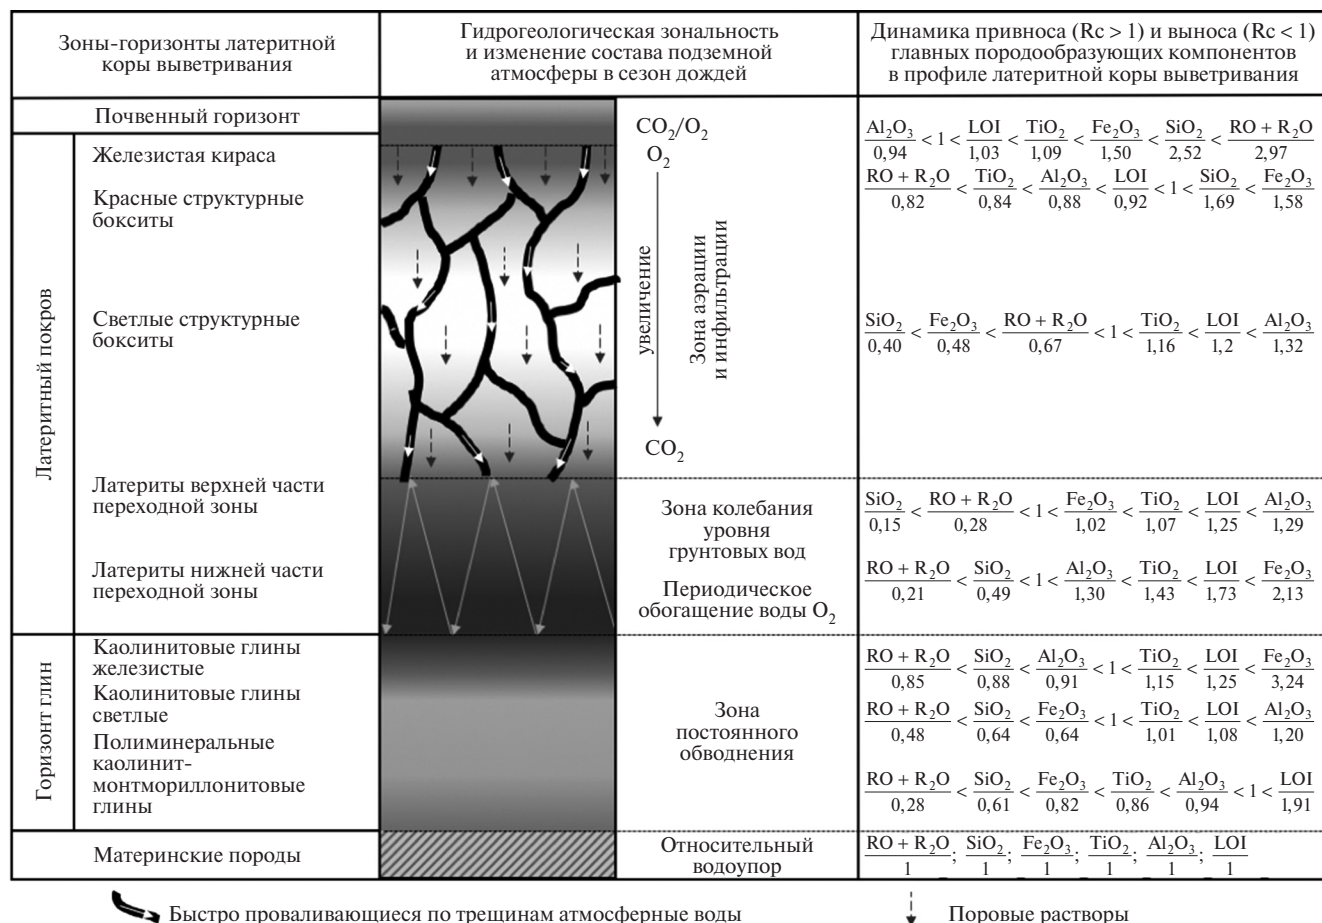 Зоны-горизонты латеритной
коры выветривания
Гидрогеологическая зональность
и изменение состава подземной
атмосферы в сезон дождей
Динамика привноса (Rc > 1) и выноса (Rc < 1)
главных породообразующих компонентов
в профиле латеритной коры выветривания
Почвенный горизонт
Латеритный покров
Железистая кираса
Красные структурные
бокситы
Светлые структурные
бокситы
Латериты верхней части
переходной зоны
Латериты нижней части
переходной зоны
Горизонт глин
Каолинитовые глины
железистые
Каолинитовые глины
светлые
Полиминеральные
каолинит-
монтмориллонитовые
глины
Материнские породы
CO₂/O₂
O₂
увеличение
CO₂
Зона аэрации
и инфильтрации
Зона колебания
уровня
грунтовых вод
Периодическое
обогащение воды O₂
Зона
постоянного
обводнения
Относительный
водоупор
Al₂O₃/0,94 < 1 < LOI/1,03 < TiO₂/1,09 < Fe₂O₃/1,50 < SiO₂/2,52 < RO + R₂O/2,97
RO + R₂O/0,82 < TiO₂/0,84 < Al₂O₃/0,88 < LOI/0,92 < 1 < SiO₂/1,69 < Fe₂O₃/1,58
SiO₂/0,40 < Fe₂O₃/0,48 < RO + R₂O/0,67 < 1 < TiO₂/1,16 < LOI/1,2 < Al₂O₃/1,32
SiO₂/0,15 < RO + R₂O/0,28 < 1 < Fe₂O₃/1,02 < TiO₂/1,07 < LOI/1,25 < Al₂O₃/1,29
RO + R₂O/0,21 < SiO₂/0,49 < 1 < Al₂O₃/1,30 < TiO₂/1,43 < LOI/1,73 < Fe₂O₃/2,13
RO + R₂O/0,85 < SiO₂/0,88 < Al₂O₃/0,91 < 1 < TiO₂/1,15 < LOI/1,25 < Fe₂O₃/3,24
RO + R₂O/0,48 < SiO₂/0,64 < Fe₂O₃/0,64 < 1 < TiO₂/1,01 < LOI/1,08 < Al₂O₃/1,20
RO + R₂O/0,28 < SiO₂/0,61 < Fe₂O₃/0,82 < TiO₂/0,86 < Al₂O₃/0,94 < 1 < LOI/1,91
RO + R₂O/1; SiO₂/1; Fe₂O₃/1; TiO₂/1; Al₂O₃/1; LOI/1
Быстро проваливающиеся по трещинам атмосферные воды
Поровые растворы